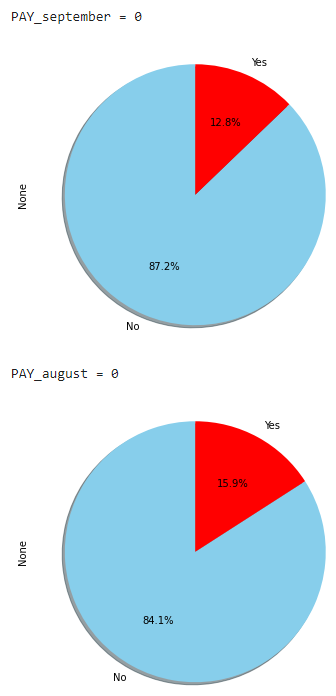 PAY_september = 0
Yes
12.8%
None
87.2%
No
PAY_august = 0
Yes
15.9%
None
84.1%
No